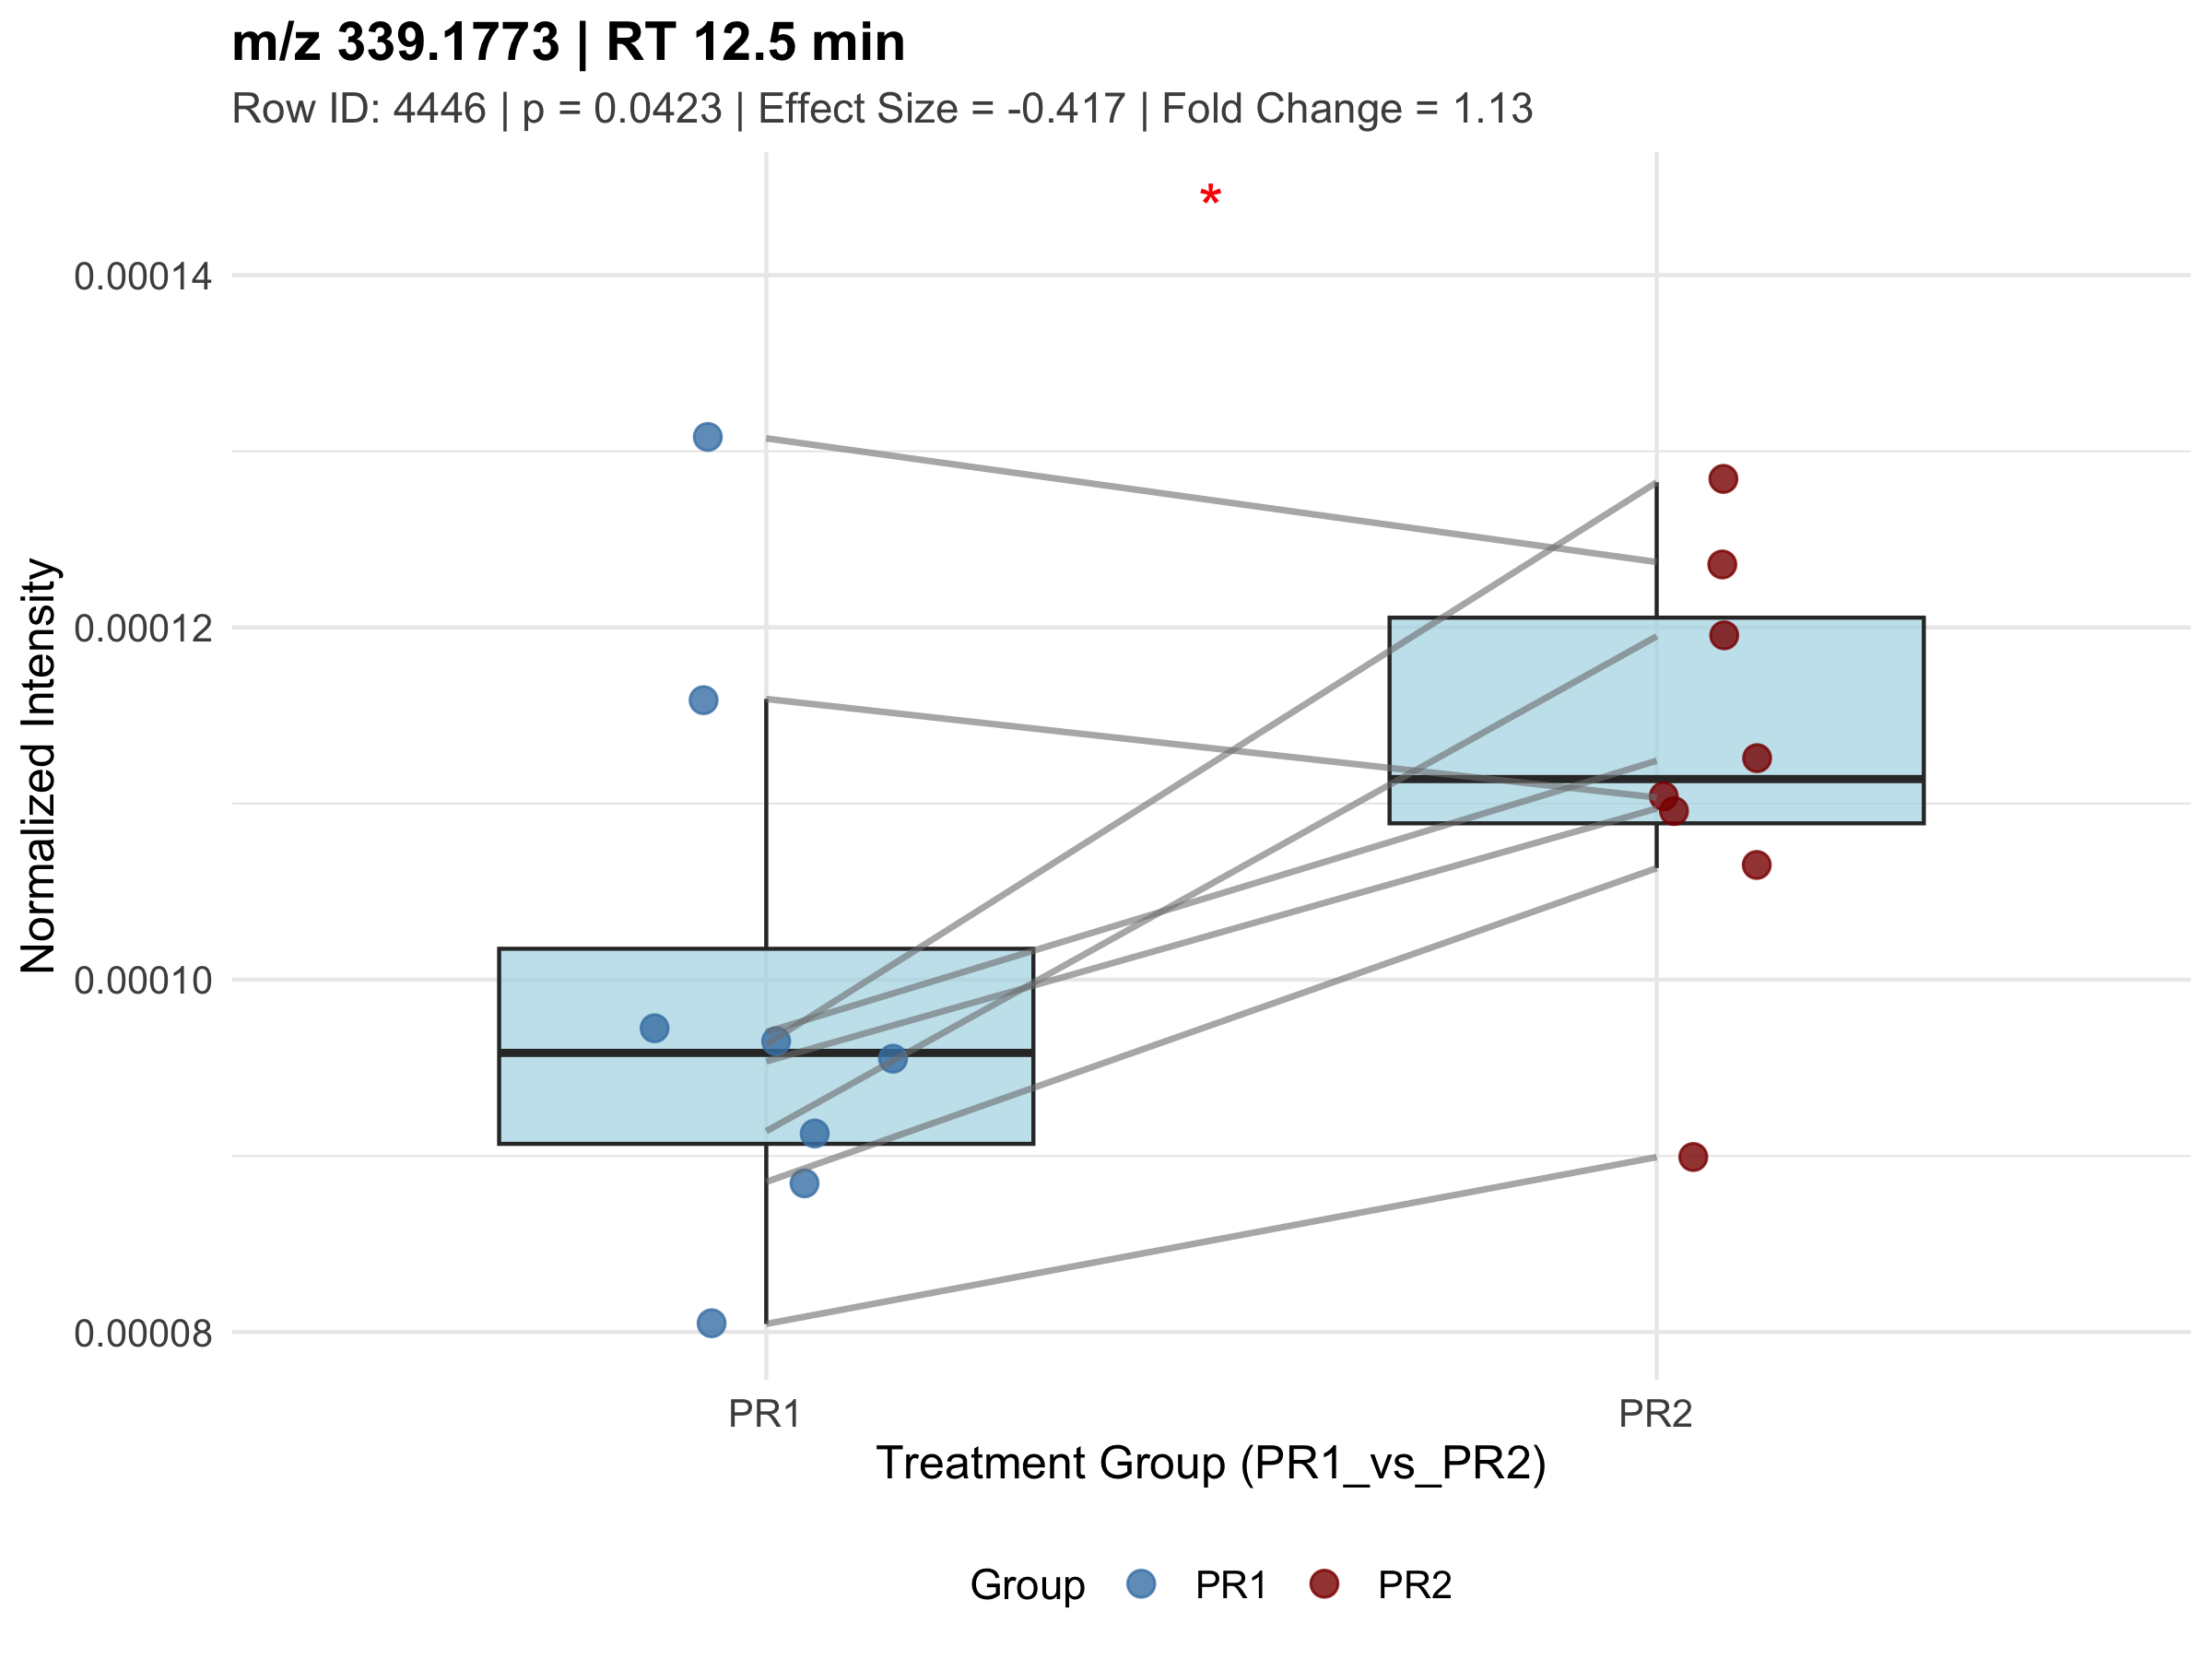 m/z 339.1773 | RT 12.5 min
Row ID: 4446 | p = 0.0423 | Effect Size = -0.417 | Fold Change = 1.13
*
0.00014
0.00012
0.00010
0.00008
Normalized Intensity
PR1
PR2
Treatment Group (PR1_vs_PR2)
Group PR1 PR2